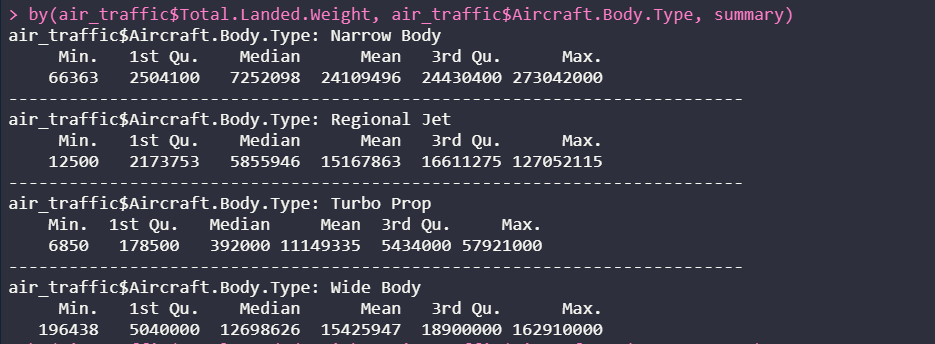 > by(air_traffic$Total.Landed.Weight, air_traffic$Aircraft.Body.Type, summary)
air_traffic$Aircraft.Body.Type: Narrow Body
     Min.   1st Qu.    Median      Mean   3rd Qu.      Max.
    66363   2504100   7252098  24109496  24430400 273042000
------------------------------------------------------------------------
air_traffic$Aircraft.Body.Type: Regional Jet
     Min.   1st Qu.    Median      Mean   3rd Qu.      Max.
    12500   2173753   5855946  15167863  16611275 127052115
------------------------------------------------------------------------
air_traffic$Aircraft.Body.Type: Turbo Prop
    Min.  1st Qu.   Median     Mean  3rd Qu.     Max.
    6850   178500   392000 11149335  5434000 57921000
------------------------------------------------------------------------
air_traffic$Aircraft.Body.Type: Wide Body
     Min.   1st Qu.    Median      Mean   3rd Qu.      Max.
   196438   5040000  12698626  15425947  18900000 162910000